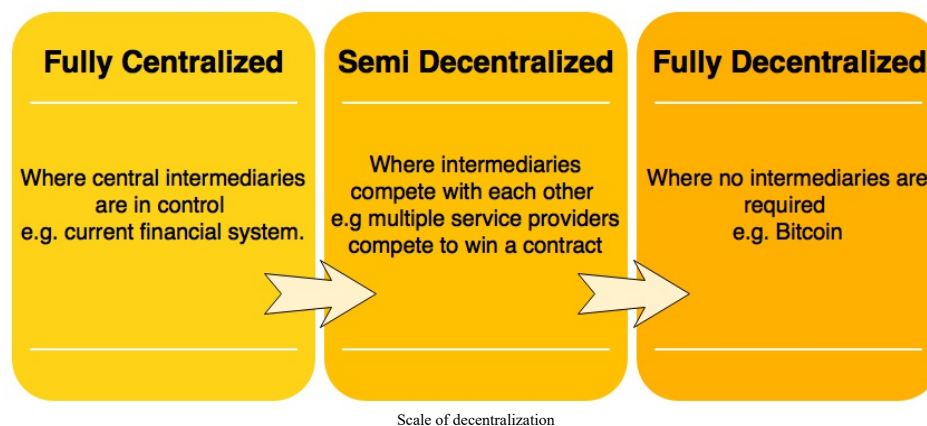 Fully Centralized
Where central intermediaries
are in control
e.g. current financial system.
Semi Decentralized
Where intermediaries
compete with each other
e.g multiple service providers
compete to win a contract
Fully Decentralized
Where no intermediaries are
required
e.g. Bitcoin
Scale of decentralization